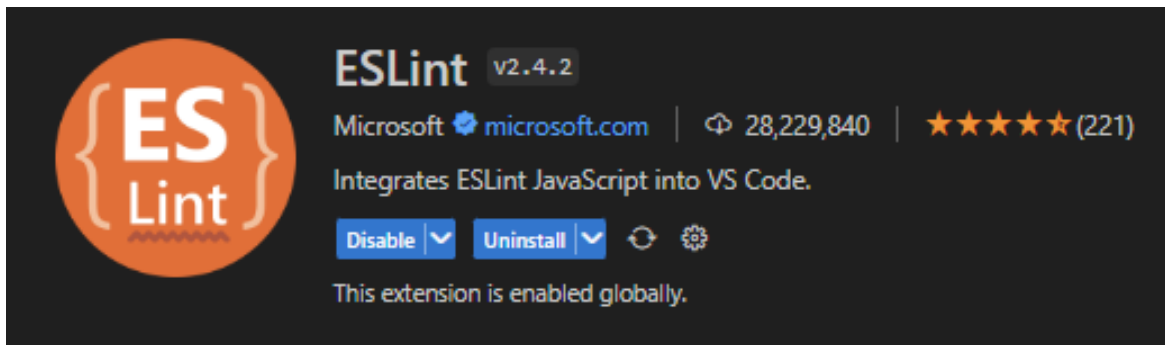 ES
Lint
ESLint v2.4.2
Microsoft microsoft.com | 28,229,840 | (221)
Integrates ESLint JavaScript into VS Code.
Disable Uninstall
This extension is enabled globally.